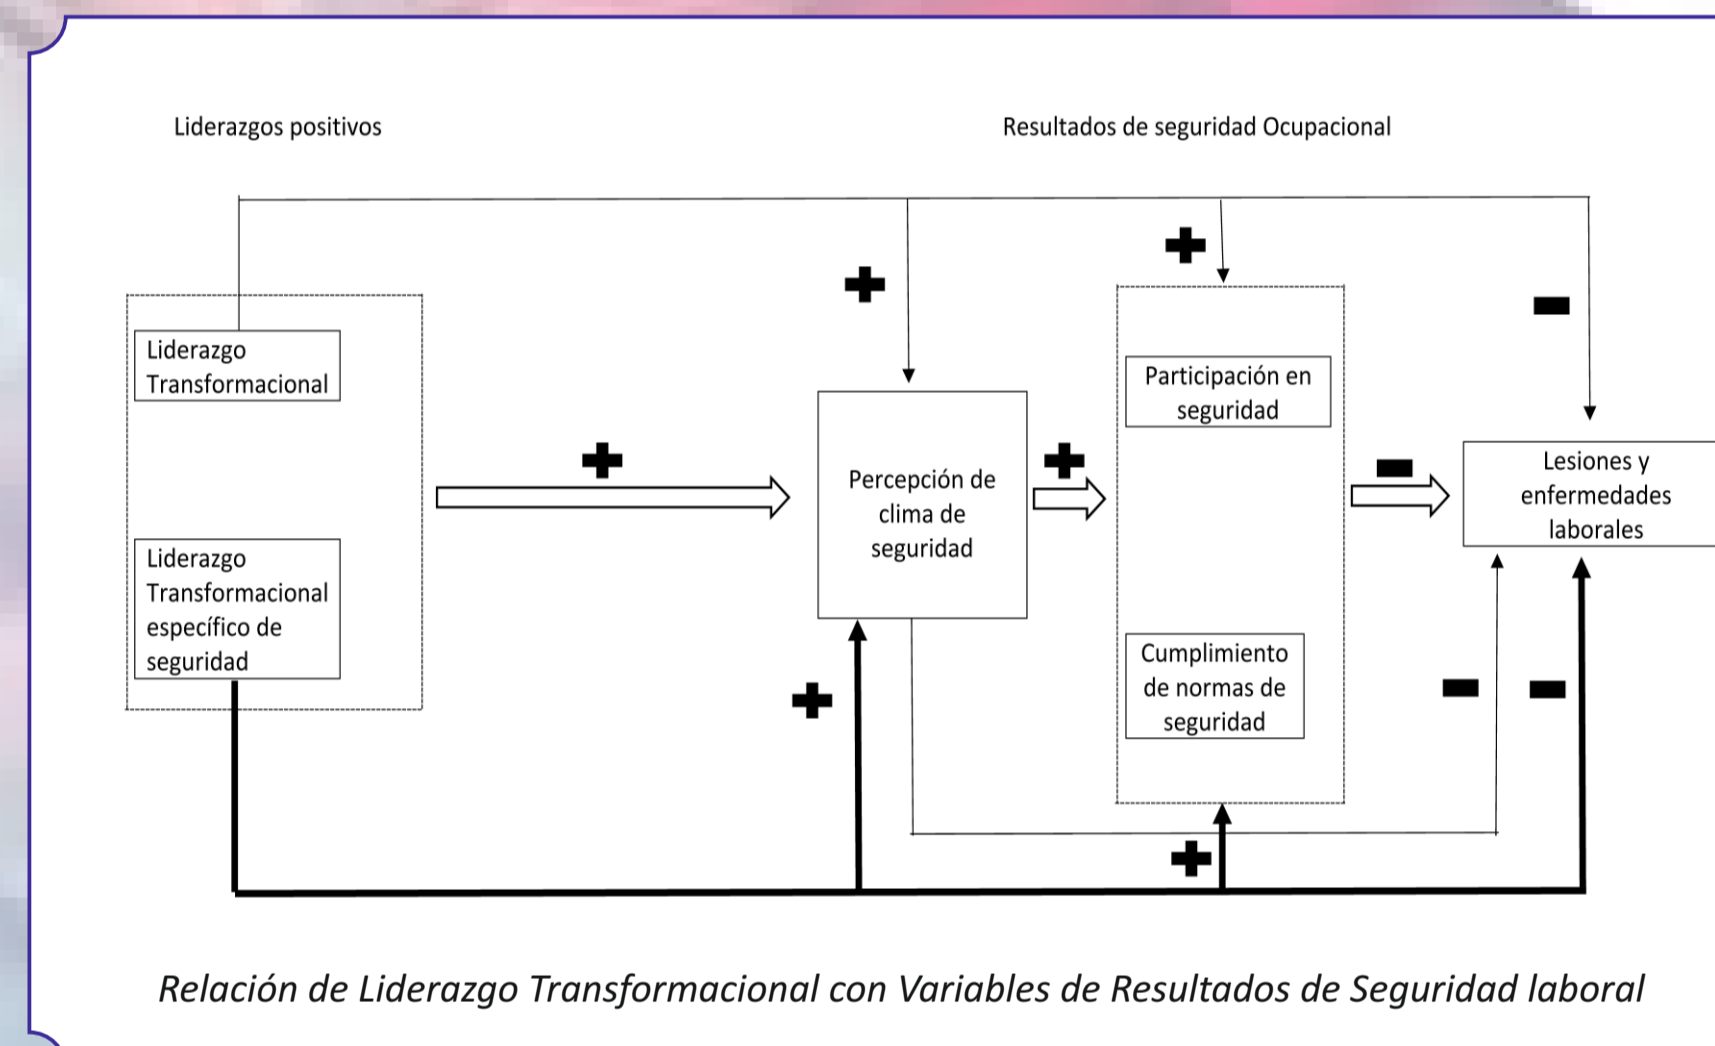 Liderazgos positivos
Resultados de seguridad Ocupacional
Liderazgo
Transformacional
Liderazgo
Transformacional
específico de
seguridad
Percepción de
clima de
seguridad
Participación en
seguridad
Cumplimiento
de normas de
seguridad
Lesiones y
enfermedades
laborales
Relación de Liderazgo Transformacional con Variables de Resultados de Seguridad laboral